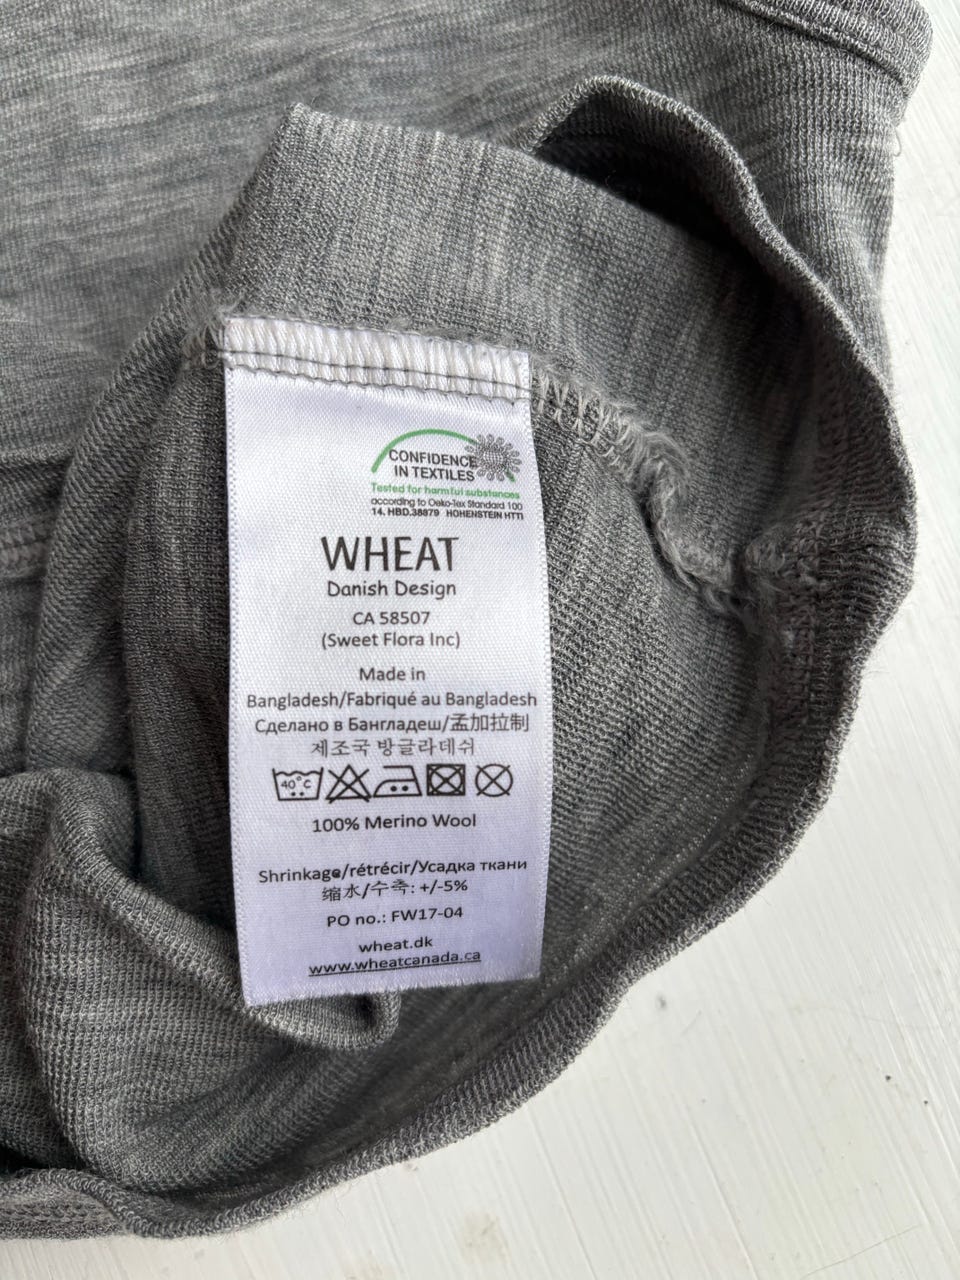 CONFIDENCE
IN TEXTILES
Tested for harmful substances
according to Oeko-Tex Standard 100
14. HBD.38879 HOHENSTEIN HTTI
WHEAT
Danish Design
CA 58507
(Sweet Flora Inc)
Made in
Bangladesh/Fabriqué au Bangladesh
Сделано в Бангладеш/孟加拉制
제조국 방글라데쉬
40°C
100% Merino Wool
Shrinkage/rétrécir/Усадка ткани
缩水/수축: +/-5%
PO no.: FW17-04
wheat.dk
www.wheatcanada.ca